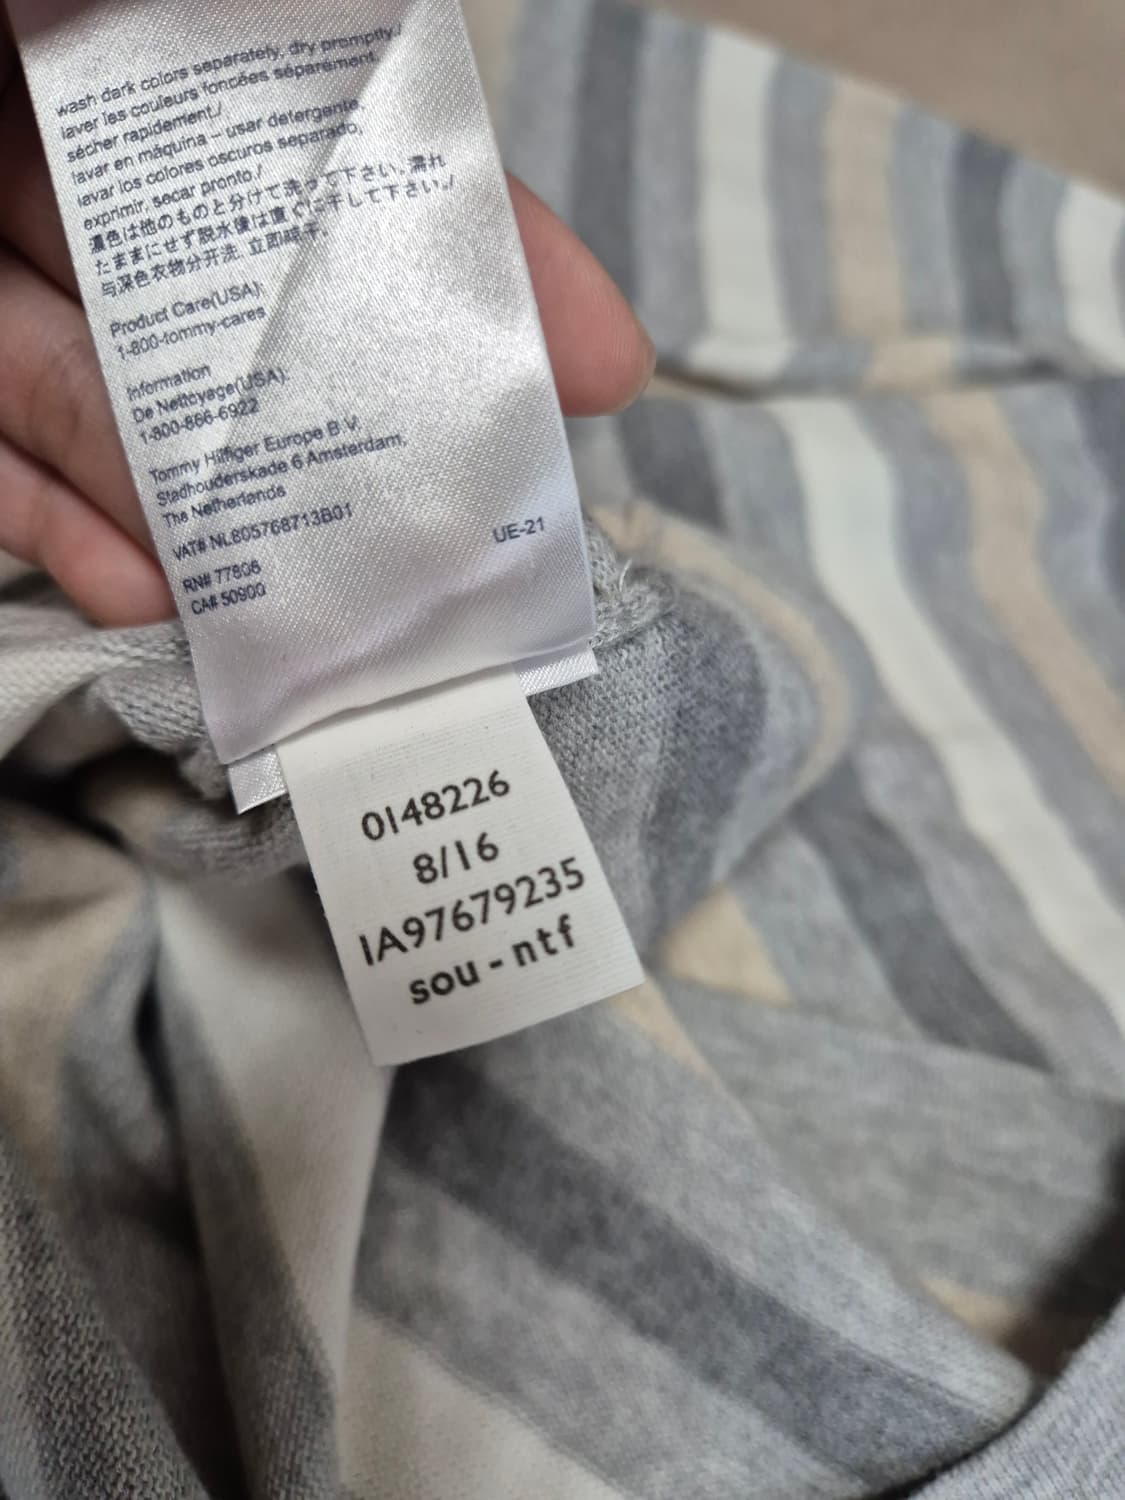 wash dark colors separately, dry promptly./
laver les couleurs foncées séparément.
sécher rapidement./
lavar en máquina – usar detergente,
lavar los colores oscuros separado,
exprimir, secar pronto./
濃色は他のものと分けて洗って下さい。濡れ
たままにせず脱水後は直ぐに干して下さい。/
与深色衣物分开洗, 立即晾干.
Product Care(USA):
1-800-tommy-cares
Information
De Nettoyage(USA):
1-800-866-6922
Tommy Hilfiger Europe B.V.
Stadhouderskade 6 Amsterdam,
The Netherlands
VAT# NL805768713B01
UE-21
RN# 77806
CA# 50900
0148226
8/16
IA97679235
sou-ntf